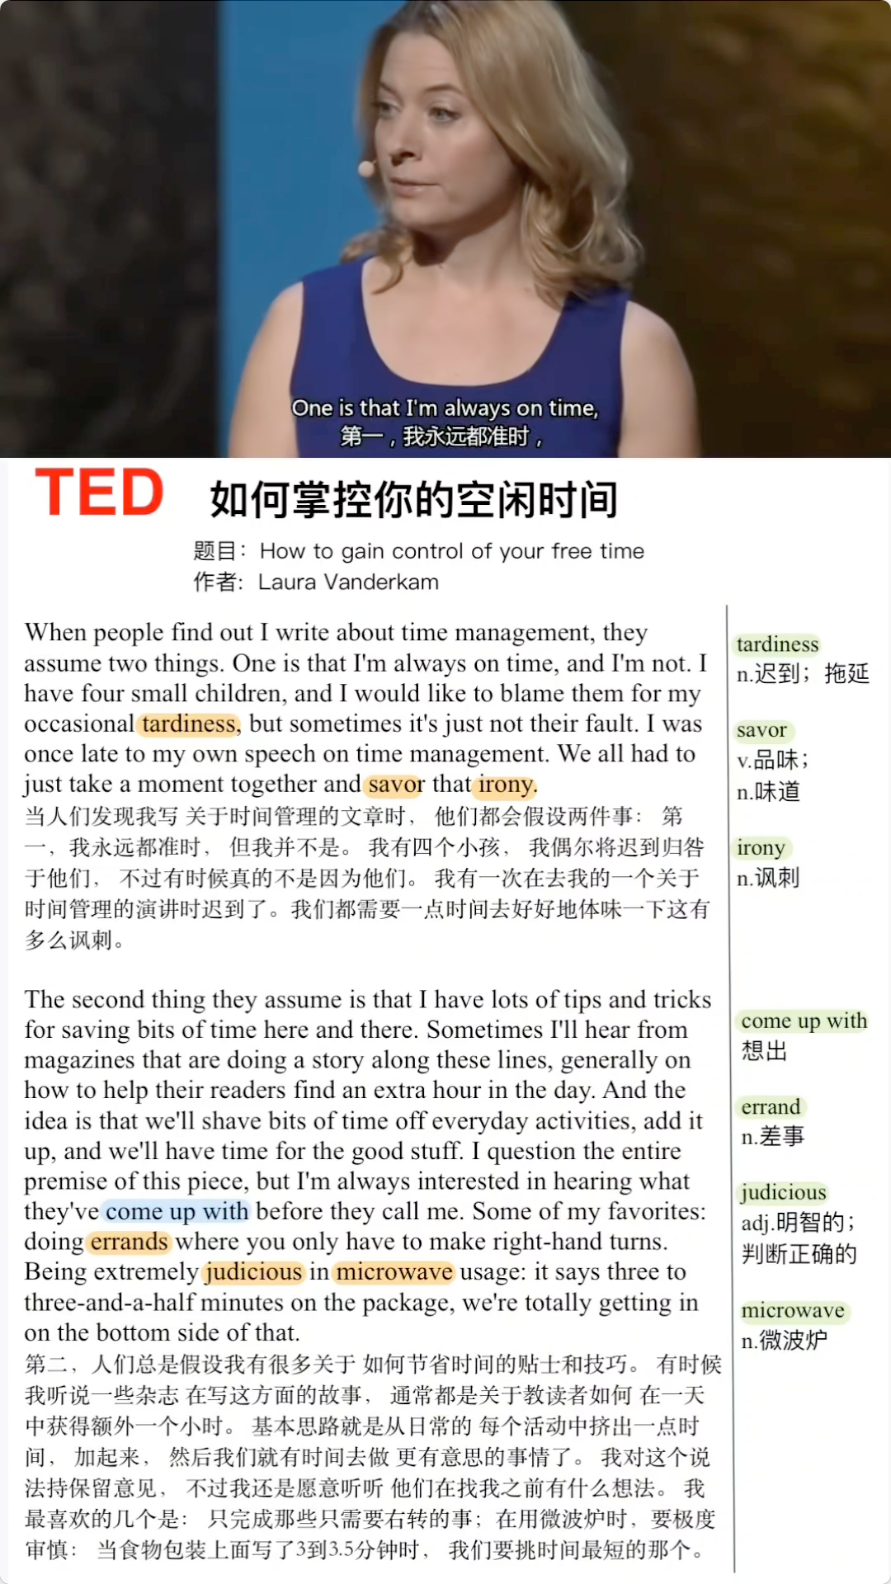 One is that I'm always on time,
第一，我永远都准时，
TED
如何掌控你的空闲时间
题目：How to gain control of your free time
作者：Laura Vanderkam
When people find out I write about time management, they
assume two things. One is that I'm always on time, and I'm not. I
have four small children, and I would like to blame them for my
occasional tardiness, but sometimes it's just not their fault. I was
once late to my own speech on time management. We all had to
just take a moment together and savor that irony.
当人们发现我写 关于时间管理的文章时， 他们都会假设两件事： 第
一，我永远都准时， 但我并不是。 我有四个小孩， 我偶尔将迟到归咎
于他们， 不过有时候真的不是因为他们。 我有一次在去我的一个关于
时间管理的演讲时迟到了。我们都需要一点时间去好好地体味一下这有
多么讽刺。
tardiness
n.迟到；拖延
savor
v.品味；
n.味道
irony
n.讽刺
The second thing they assume is that I have lots of tips and tricks
for saving bits of time here and there. Sometimes I'll hear from
magazines that are doing a story along these lines, generally on
how to help their readers find an extra hour in the day. And the
idea is that we'll shave bits of time off everyday activities, add it
up, and we'll have time for the good stuff. I question the entire
premise of this piece, but I'm always interested in hearing what
they've come up with before they call me. Some of my favorites:
doing errands where you only have to make right-hand turns.
Being extremely judicious in microwave usage: it says three to
three-and-a-half minutes on the package, we're totally getting in
on the bottom side of that.
第二，人们总是假设我有很多关于 如何节省时间的贴士和技巧。 有时候
我听说一些杂志 在写这方面的故事， 通常都是关于教读者如何 在一天
中获得额外一个小时。 基本思路就是从日常的 每个活动中挤出一点时
间， 加起来， 然后我们就有时间去做 更有意思的事情了。 我对这个说
法持保留意见， 不过我还是愿意听听 他们在找我之前有什么想法。 我
最喜欢的几个是： 只完成那些只需要右转的事；在用微波炉时，要极度
审慎： 当食物包装上面写了3到3.5分钟时， 我们要挑时间最短的那个。
come up with
想出
errand
n.差事
judicious
adj.明智的；
判断正确的
microwave
n.微波炉